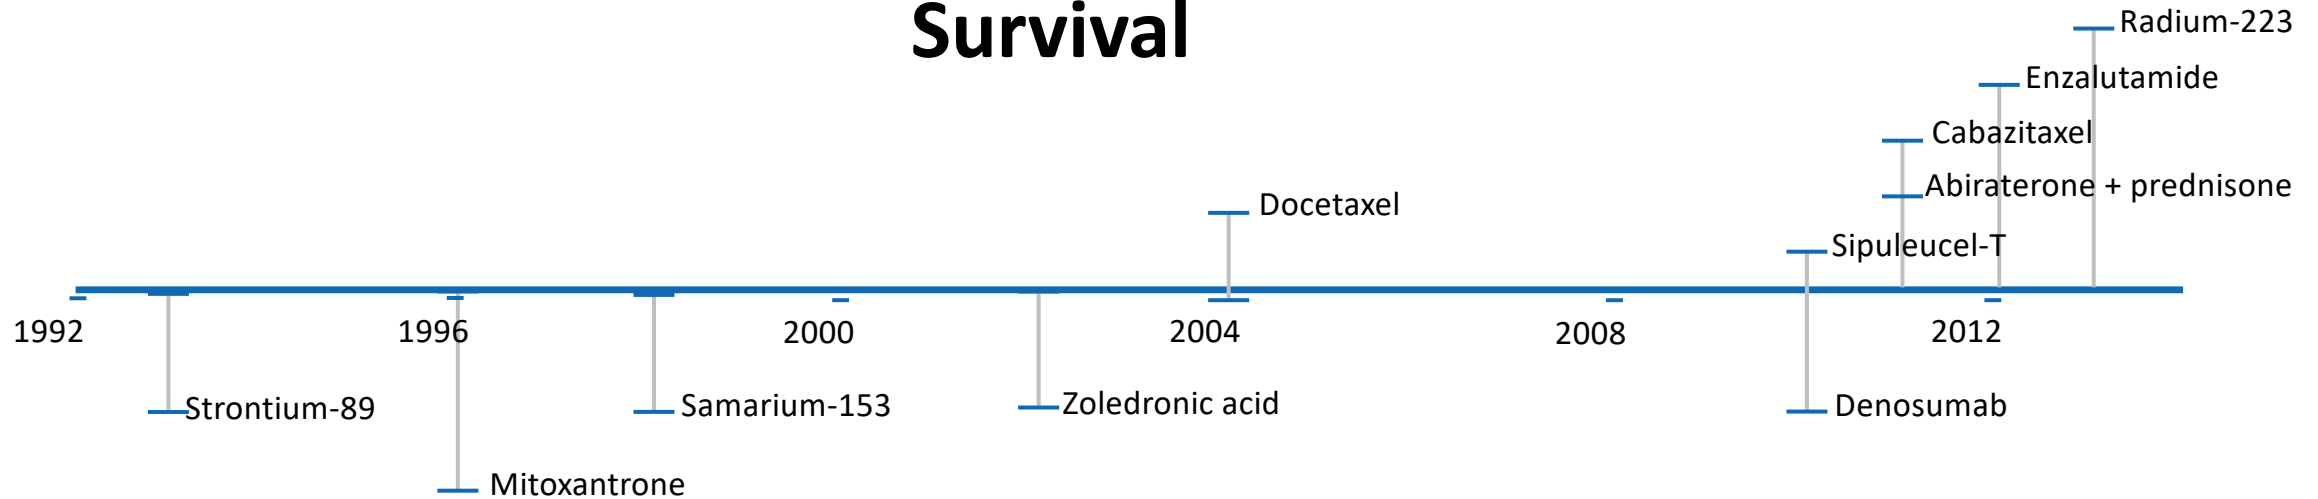 Survival
Radium-223
Enzalutamide
Cabazitaxel
Abiraterone + prednisone
Docetaxel
Sipuleucel-T
1992
1996
2000
2004
2008
2012
Strontium-89
Samarium-153
Zoledronic acid
Denosumab
Mitoxantrone